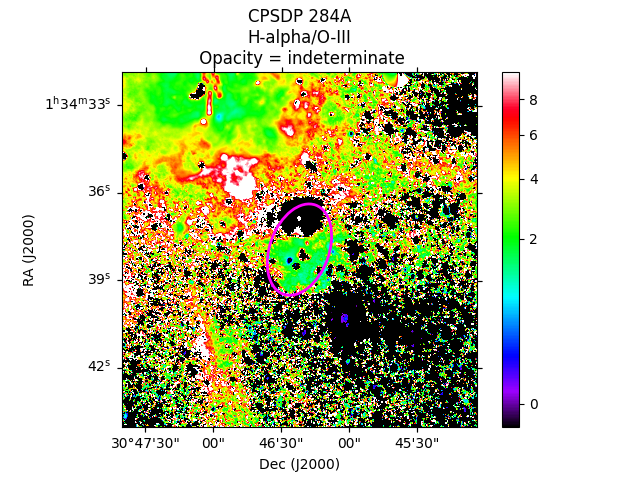 CPSDP 284A
H-alpha/O-III
Opacity = indeterminate
1ʰ34ᵐ33ˢ
36ˢ
39ˢ
42ˢ
RA (J2000)
30°47'30" 00" 46'30" 00" 45'30"
Dec (J2000)
8
6
4
2
0